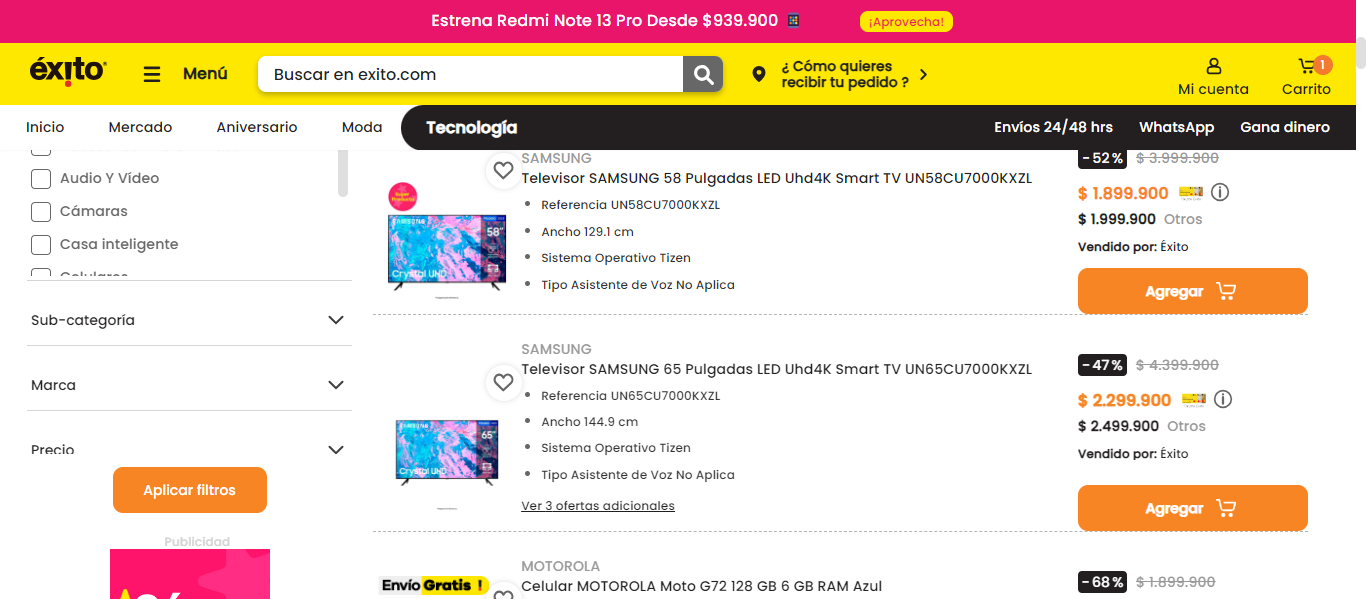 Estrena Redmi Note 13 Pro Desde $939.900
¡Aprovecha!
éxito
Menú
Buscar en exito.com
¿ Cómo quieres
recibir tu pedido ?
Mi cuenta
1
Carrito
Inicio
Mercado
Aniversario
Moda
Tecnología
Envíos 24/48 hrs
WhatsApp
Gana dinero
Audio Y Vídeo
Cámaras
Casa inteligente
Celulares
Sub-categoría
Marca
Precio
Aplicar filtros
Publicidad
SAMSUNG
Televisor SAMSUNG 58 Pulgadas LED Uhd4K Smart TV UN58CU7000KXZL
Referencia UN58CU7000KXZL
Ancho 129.1 cm
Sistema Operativo Tizen
Tipo Asistente de Voz No Aplica
58"
Crystal UHD
-52%
$ 3.999.900
$ 1.899.900
$ 1.999.900 Otros
Vendido por: Éxito
Agregar
SAMSUNG
Televisor SAMSUNG 65 Pulgadas LED Uhd4K Smart TV UN65CU7000KXZL
Referencia UN65CU7000KXZL
Ancho 144.9 cm
Sistema Operativo Tizen
Tipo Asistente de Voz No Aplica
Ver 3 ofertas adicionales
65"
Crystal UHD
-47%
$ 4.399.900
$ 2.299.900
$ 2.499.900 Otros
Vendido por: Éxito
Agregar
Envío Gratis !
MOTOROLA
Celular MOTOROLA Moto G72 128 GB 6 GB RAM Azul
-68%
$ 1.899.900